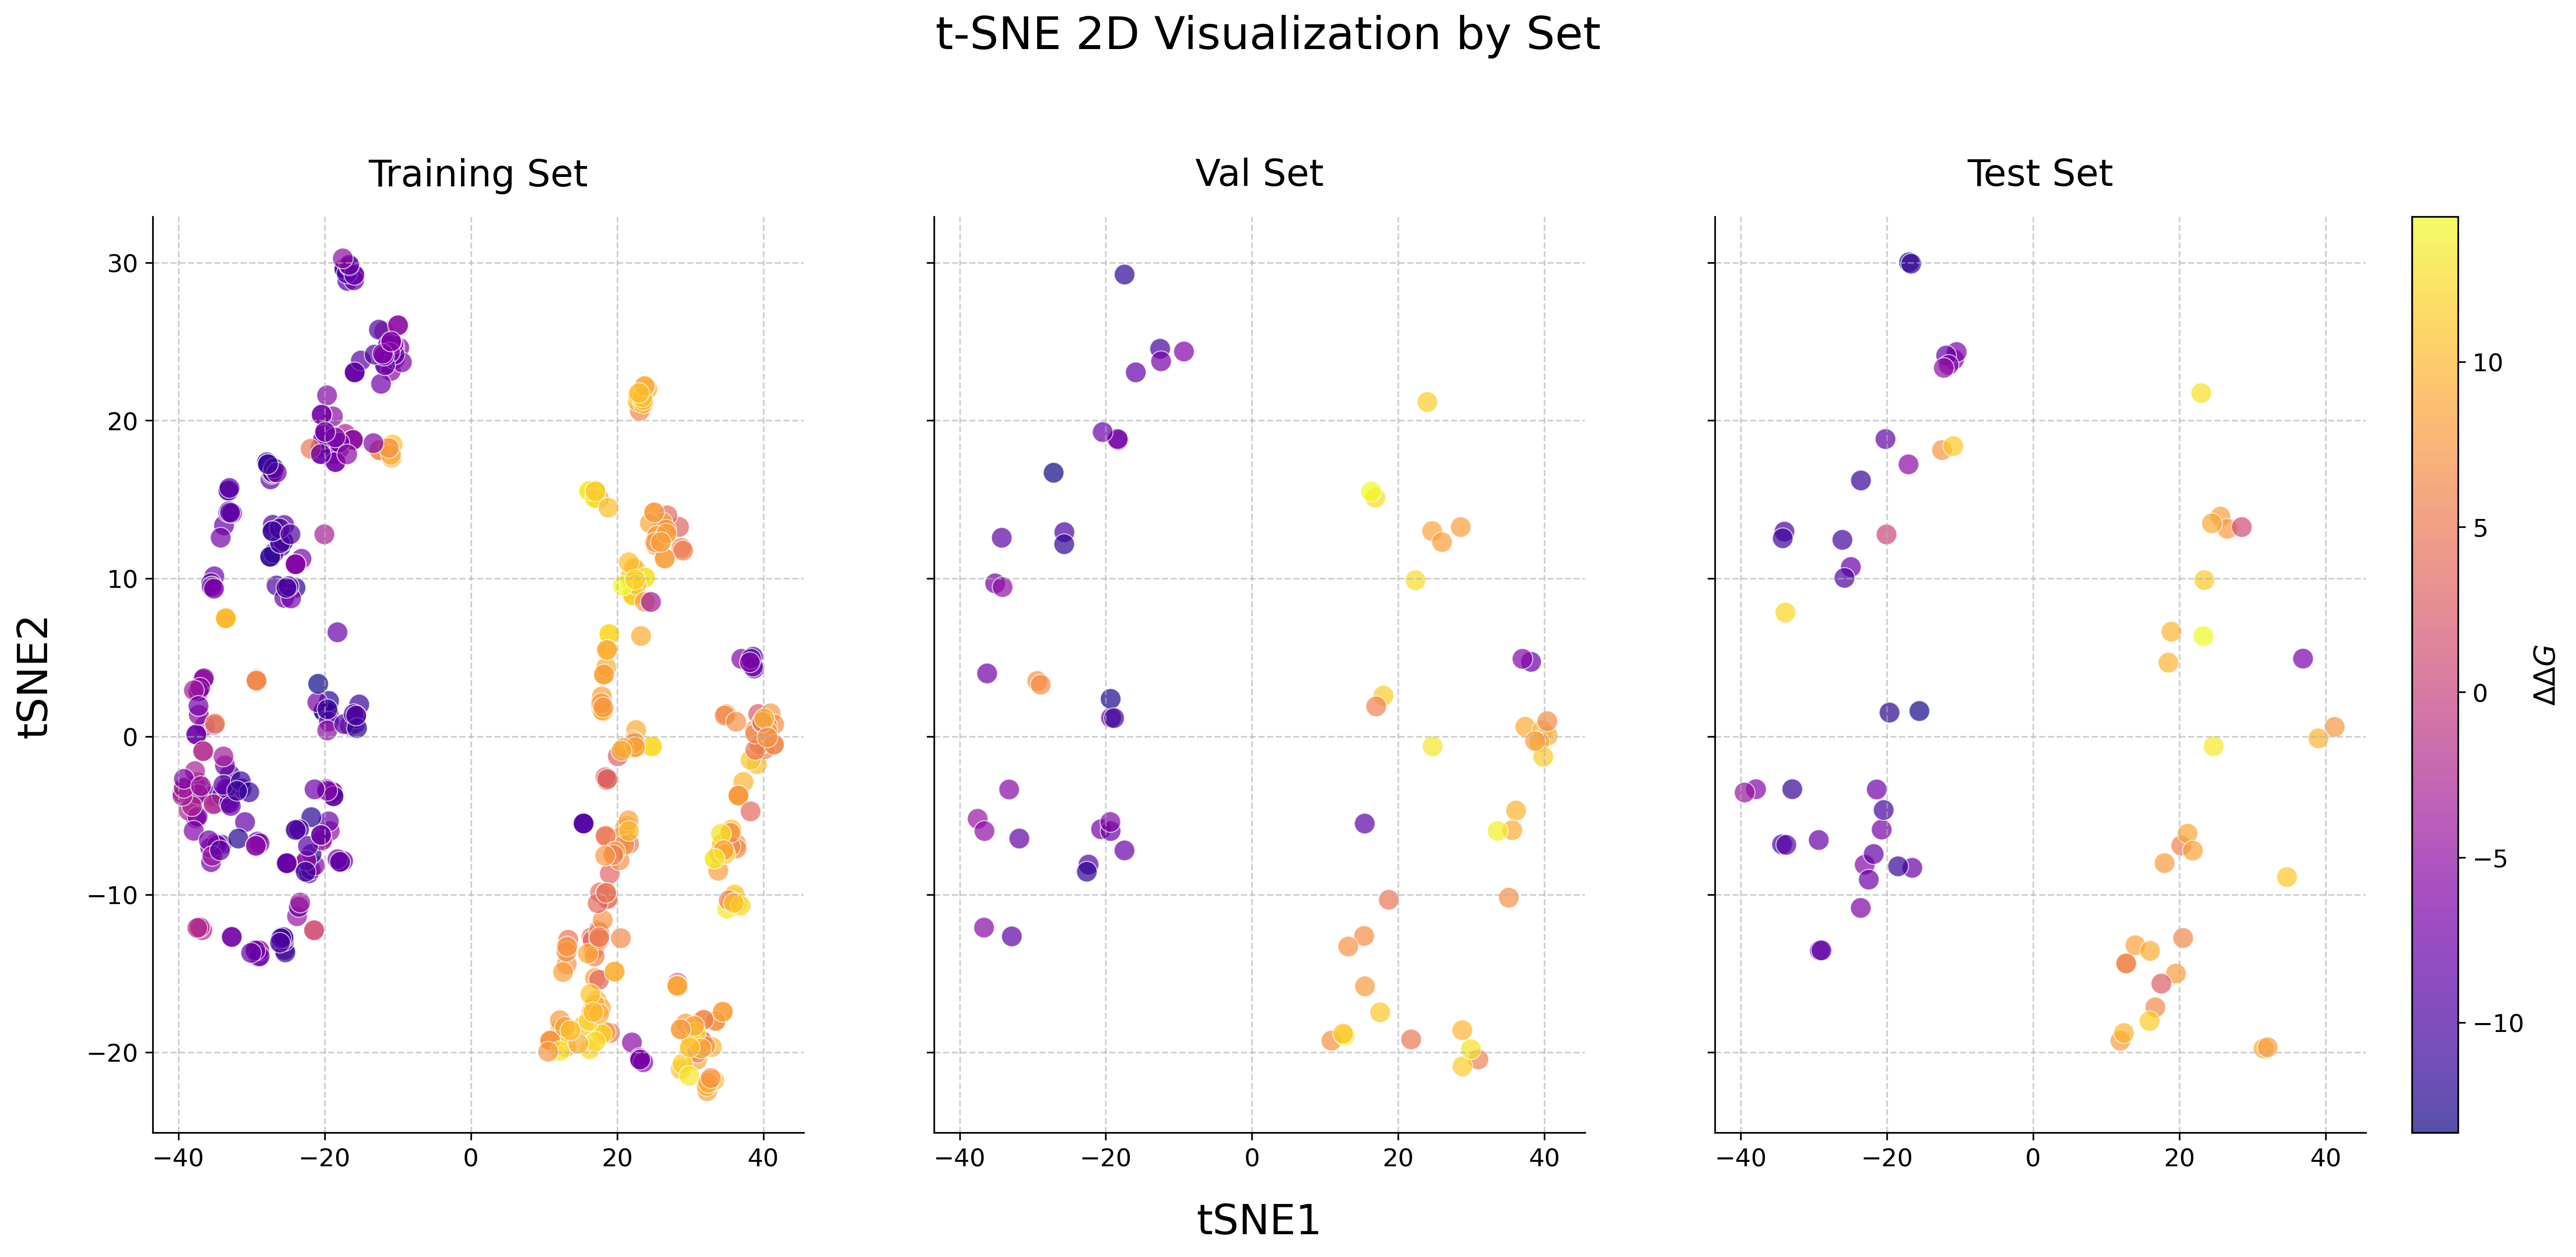 t-SNE 2D Visualization by Set
Training Set
Val Set
Test Set
tSNE2
30
20
10
0
−10
−20
−40 −20 0 20 40
−40 −20 0 20 40
−40 −20 0 20 40
tSNE1
10
5
0
−5
−10
ΔΔG